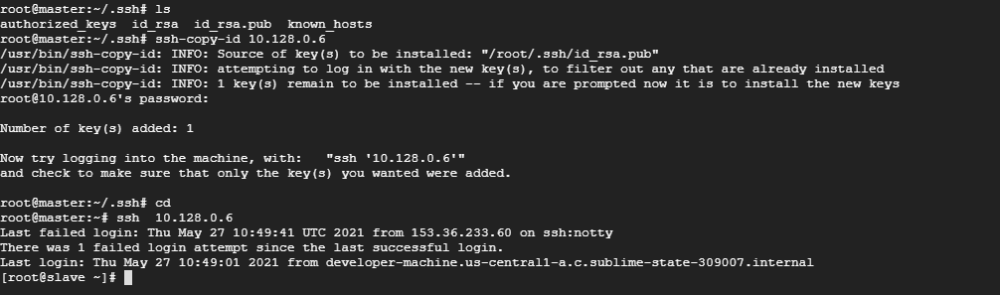 root@master:~/.ssh# ls
authorized_keys  id_rsa  id_rsa.pub  known_hosts
root@master:~/.ssh# ssh-copy-id 10.128.0.6
/usr/bin/ssh-copy-id: INFO: Source of key(s) to be installed: "/root/.ssh/id_rsa.pub"
/usr/bin/ssh-copy-id: INFO: attempting to log in with the new key(s), to filter out any that are already installed
/usr/bin/ssh-copy-id: INFO: 1 key(s) remain to be installed -- if you are prompted now it is to install the new keys
root@10.128.0.6's password:
Number of key(s) added: 1
Now try logging into the machine, with:   "ssh '10.128.0.6'"
and check to make sure that only the key(s) you wanted were added.
root@master:~/.ssh# cd
root@master:~# ssh  10.128.0.6
Last failed login: Thu May 27 10:49:41 UTC 2021 from 153.36.233.60 on ssh:notty
There was 1 failed login attempt since the last successful login.
Last login: Thu May 27 10:49:01 2021 from developer-machine.us-central1-a.c.sublime-state-309007.internal
[root@slave ~]#